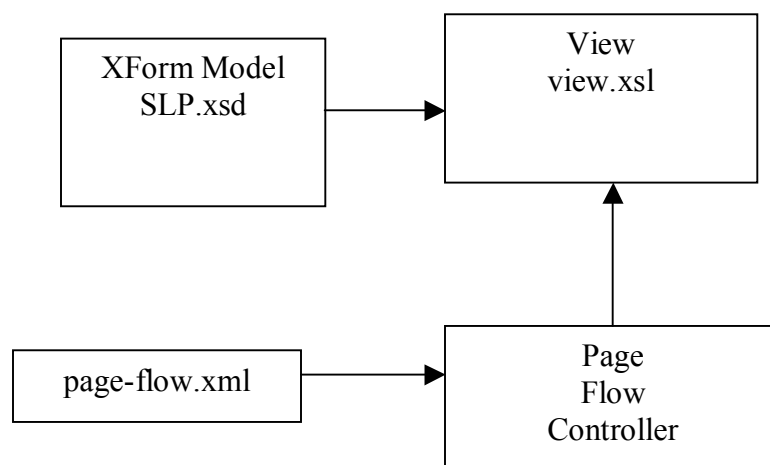 XForm Model
SLP.xsd
View
view.xsl
page-flow.xml
Page
Flow
Controller